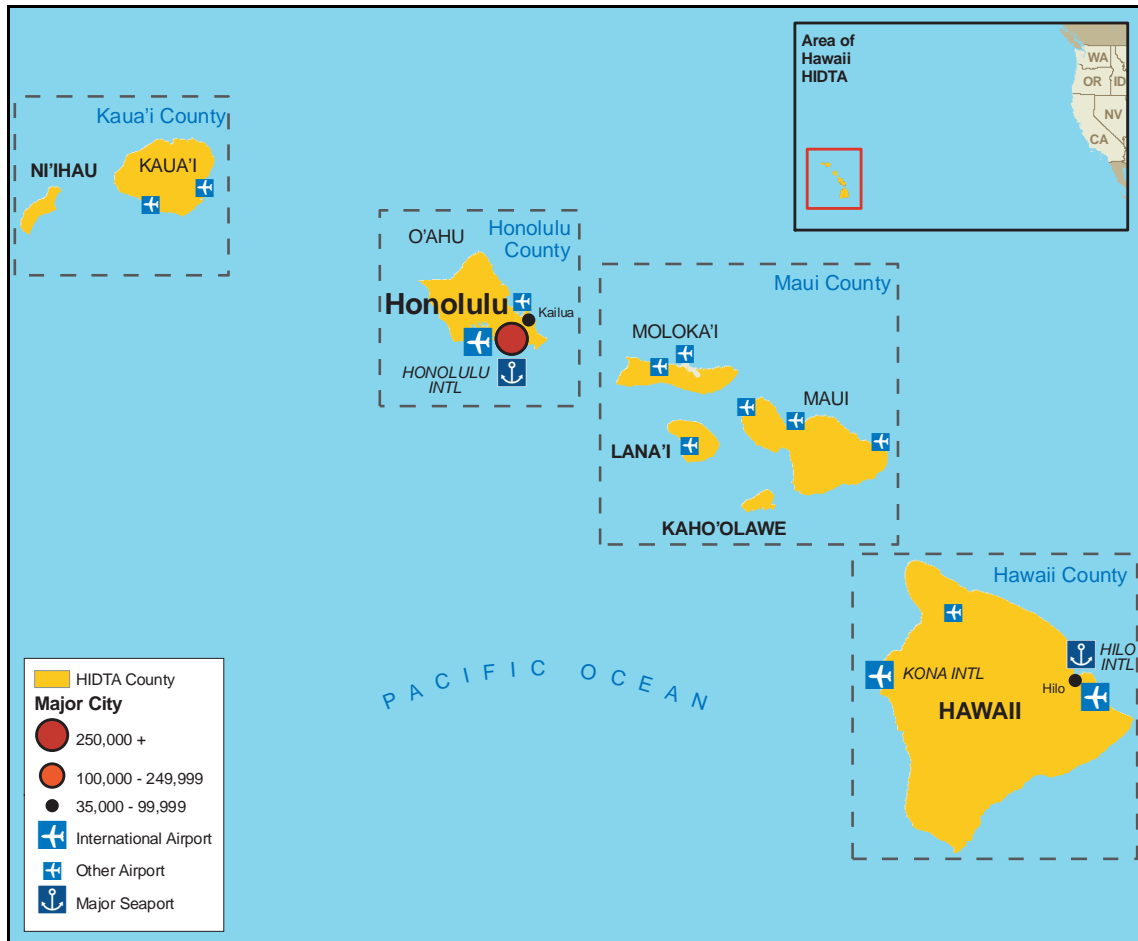 Area of
Hawaii
HIDTA
WA
OR
ID
NV
CA
Kaua'i County
NI'IHAU
KAUA'I
Honolulu
County
O'AHU
Honolulu
Kailua
HONOLULU
INTL
Maui County
MOLOKA'I
MAUI
LANA'I
KAHO'OLAWE
Hawaii County
HILO
INTL
KONA INTL
Hilo
HAWAII
PACIFIC OCEAN
HIDTA County
Major City
250,000 +
100,000 - 249,999
35,000 - 99,999
International Airport
Other Airport
Major Seaport